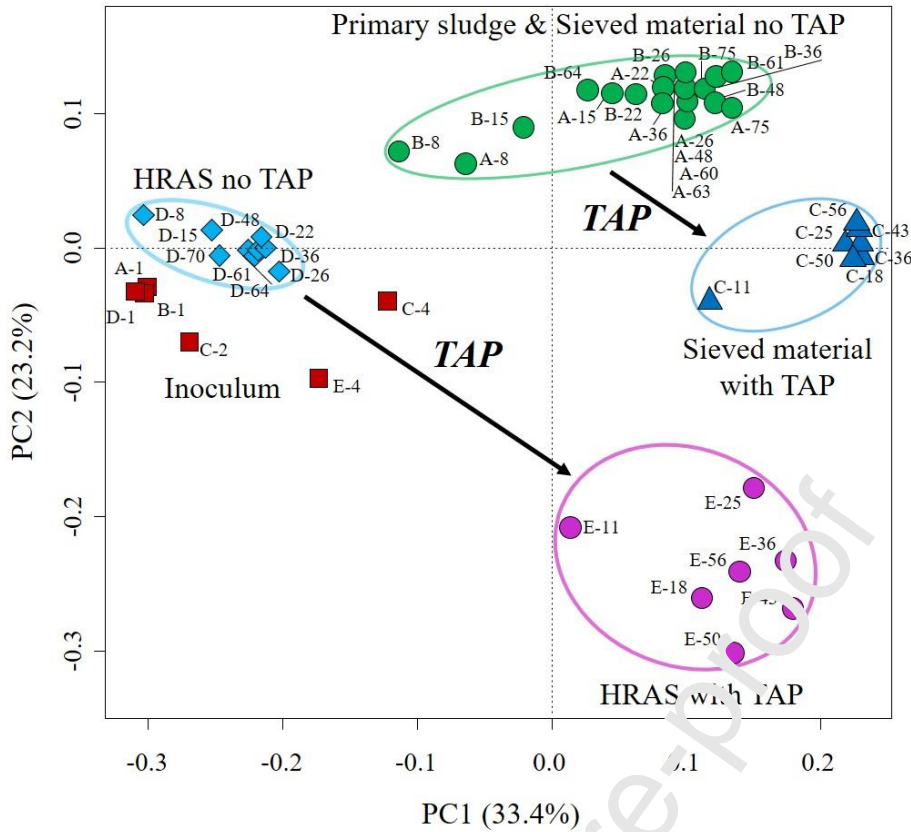 Primary sludge & Sieved material no TAP
B-26
B-75
B-36
B-64
A-22
B-61
B-48
A-15
B-22
A-36
A-26
A-75
A-48
A-60
A-63
B-15
B-8
A-8
HRAS no TAP
TAP
D-8
D-48
D-22
D-15
D-70
D-36
D-61
D-26
D-64
C-56
C-43
C-25
C-36
C-50
C-18
C-11
Sieved material
with TAP
A-1
D-1
B-1
C-4
C-2
TAP
Inoculum
E-4
E-25
E-11
E-36
E-56
E-18
E-43
E-50
HRAS with TAP
0.1
0.0
-0.1
-0.2
-0.3
PC2 (23.2%)
-0.3
-0.2
-0.1
0.0
0.1
0.2
PC1 (33.4%)
re-proof